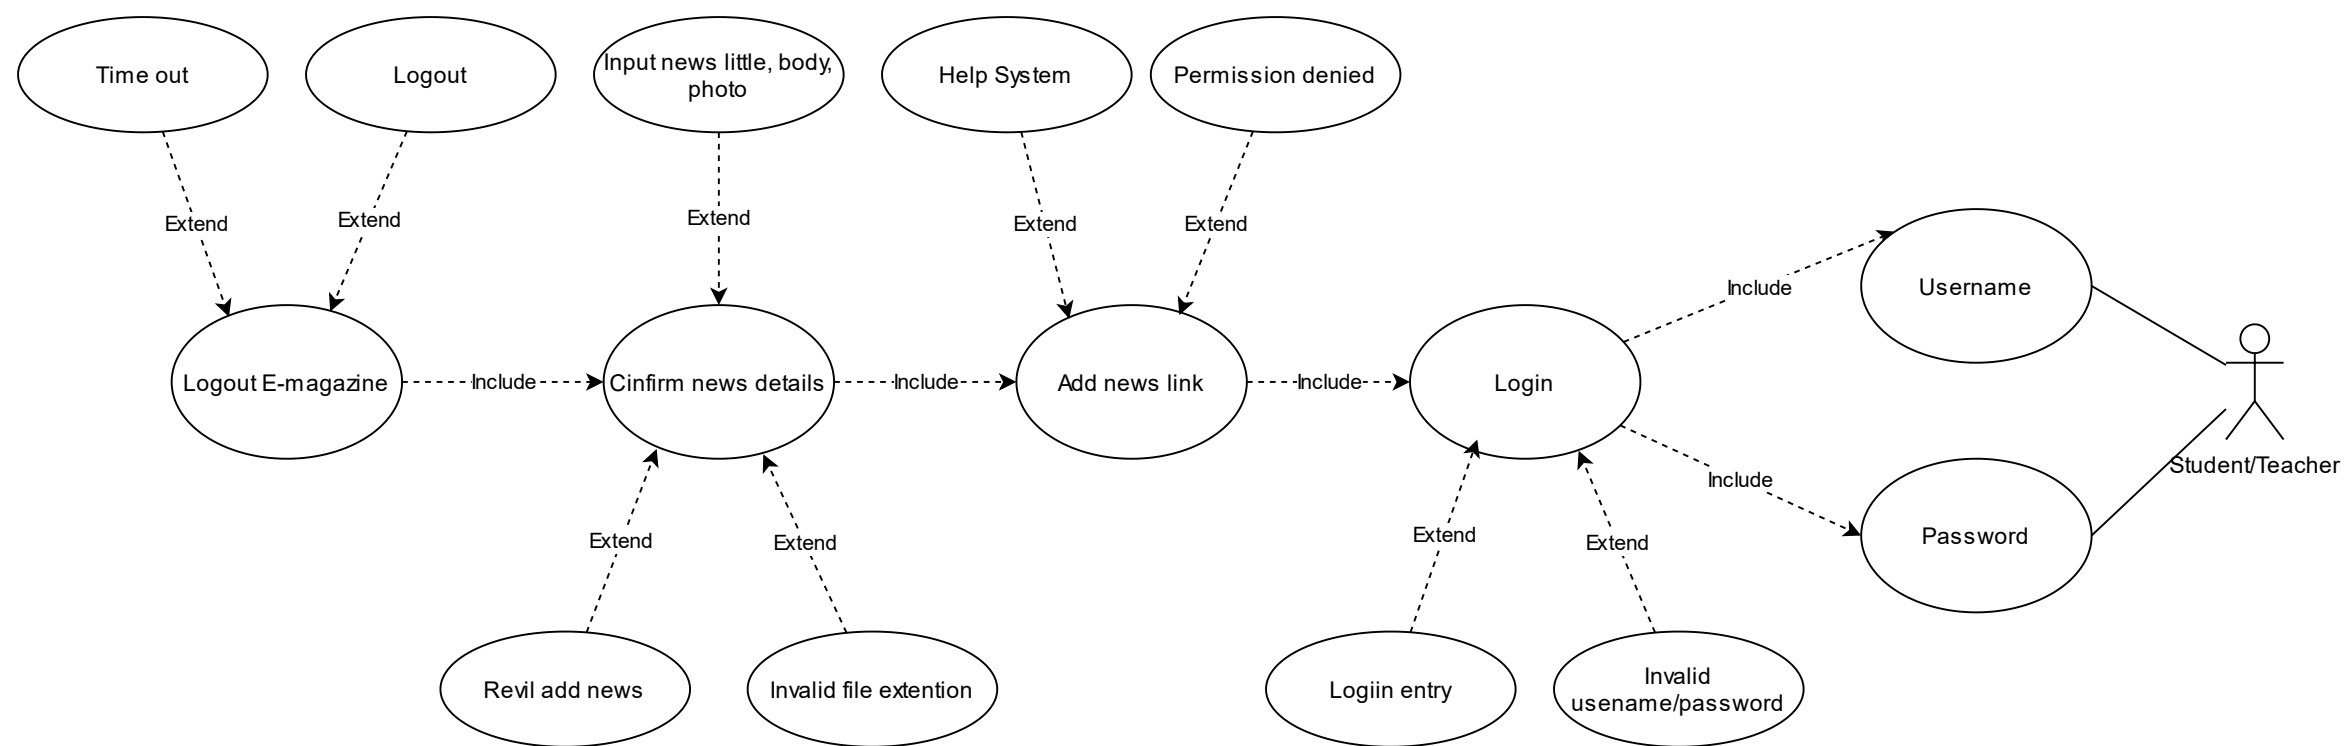 Time out
Logout
Input news little, body,
photo
Help System
Permission denied
Extend
Extend
Extend
Extend
Extend
Include
Username
Logout E-magazine
Include
Cinfirm news details
Include
Add news link
Include
Login
Student/Teacher
Include
Password
Extend
Extend
Extend
Extend
Revil add news
Invalid file extention
Logiin entry
Invalid
usename/password